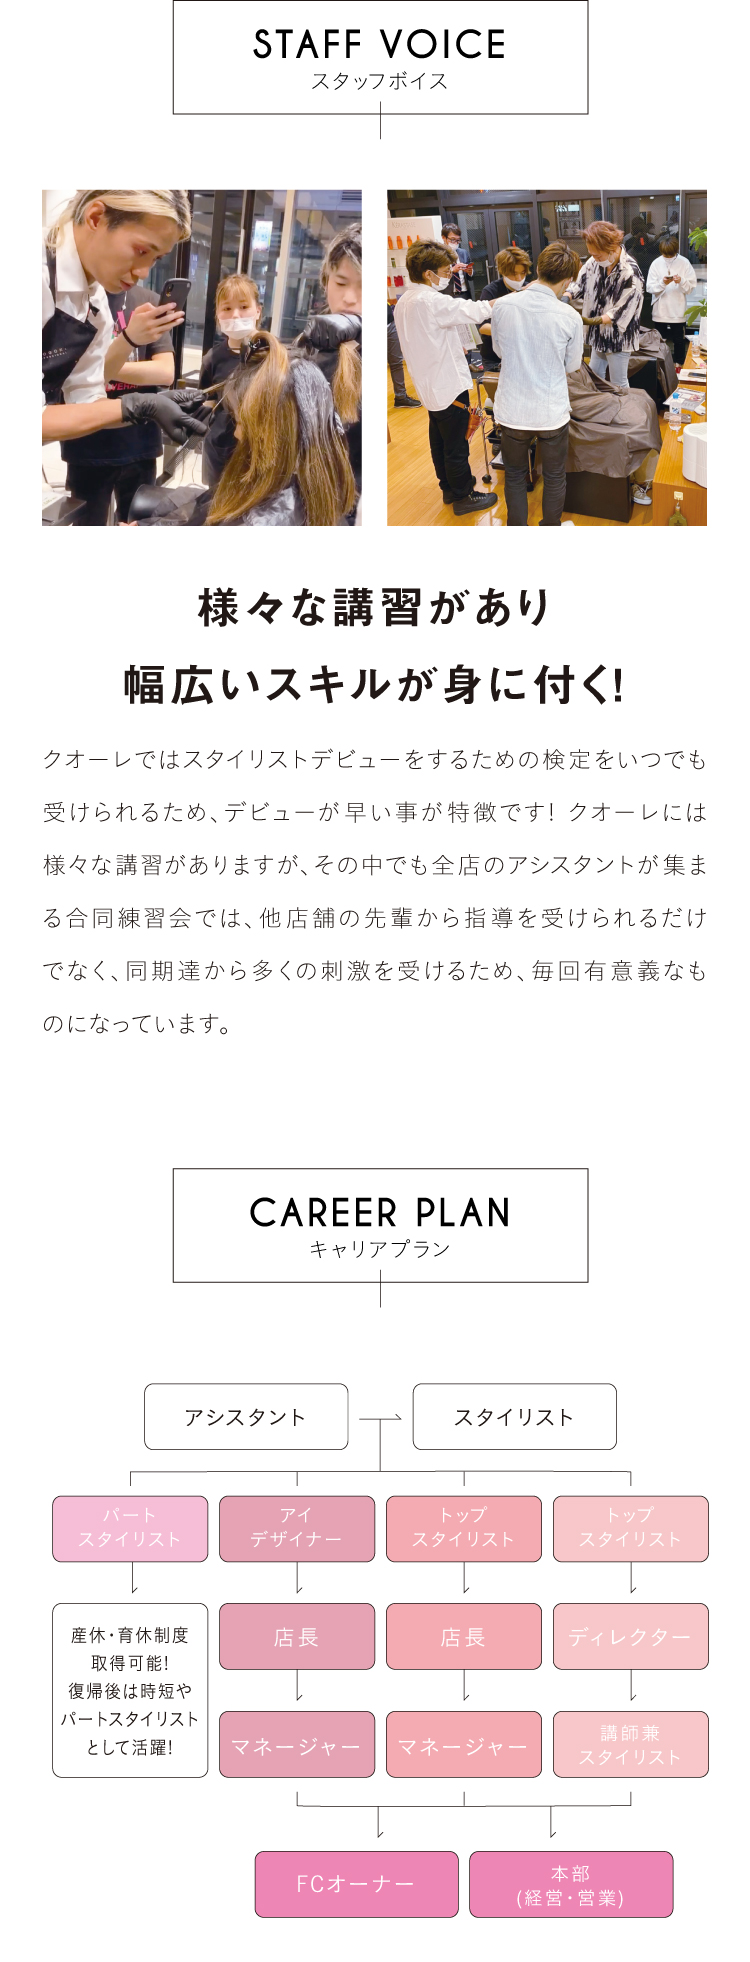 STAFF VOICE
スタッフボイス
様々な講習があり
幅広いスキルが身に付く!
クオーレではスタイリストデビューをするための検定をいつでも
受けられるため、デビューが早い事が特徴です! クオーレには
様々な講習がありますが、その中でも全店のアシスタントが集ま
る合同練習会では、他店舗の先輩から指導を受けられるだけ
でなく、同期達から多くの刺激を受けるため、毎回有意義なも
のになっています。
CAREER PLAN
キャリアプラン
アシスタント
スタイリスト
パート
スタイリスト
アイ
デザイナー
トップ
スタイリスト
トップ
スタイリスト
産休・育休制度
取得可能!
復帰後は時短や
パートスタイリスト
として活躍!
店長
店長
ディレクター
マネージャー
マネージャー
講師兼
スタイリスト
FCオーナー
本部
(経営・営業)